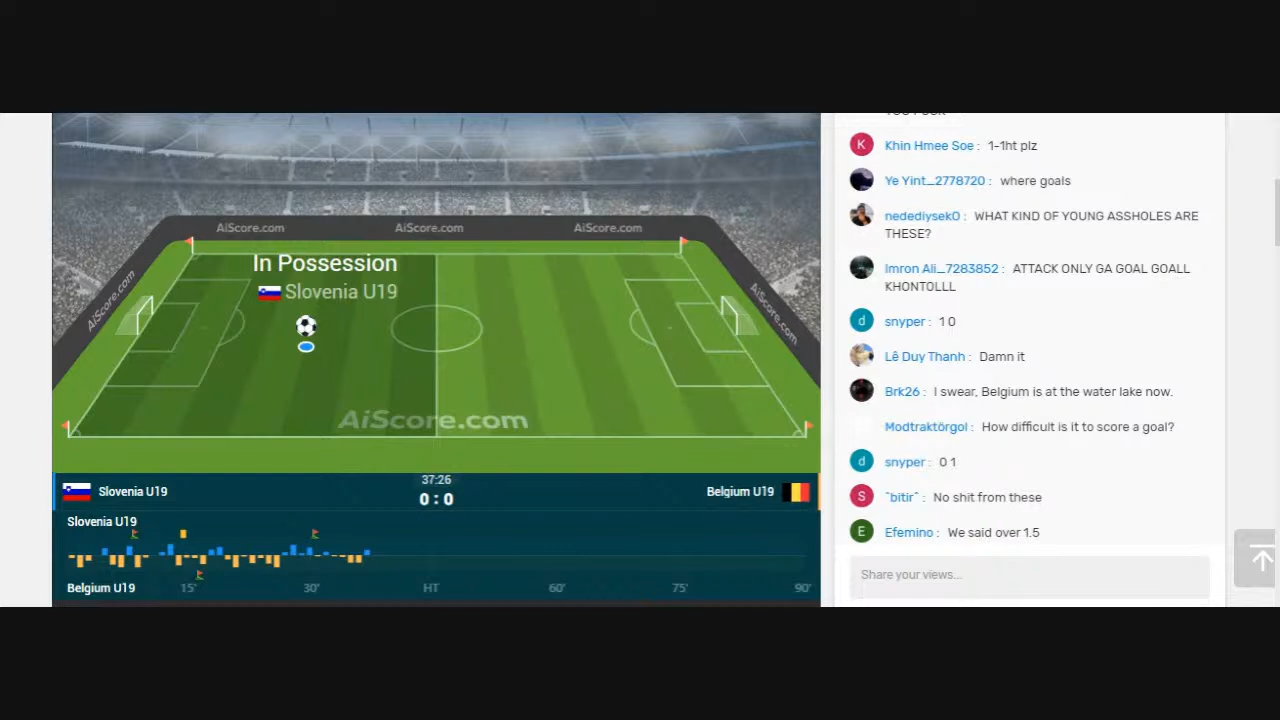 AiScore.com AiScore.com AiScore.com
AiScore.com
AiScore.com
In Possession
Slovenia U19
AiScore.com
Slovenia U19
37:26
0 : 0
Belgium U19
Slovenia U19
Belgium U19 15' 30' HT 60' 75' 90'
K Khin Hmee Soe : 1-1ht plz
Ye Yint_2778720 : where goals
nedediysekO : WHAT KIND OF YOUNG ASSHOLES ARE
THESE?
Imron Ali_7283852 : ATTACK ONLY GA GOAL GOALL
KHONTOLLL
d snyper : 1 0
Lê Duy Thanh : Damn it
Brk26 : I swear, Belgium is at the water lake now.
Modtraktörgol : How difficult is it to score a goal?
d snyper : 0 1
S ˜bitir˜ : No shit from these
E Efemino : We said over 1.5
Share your views...